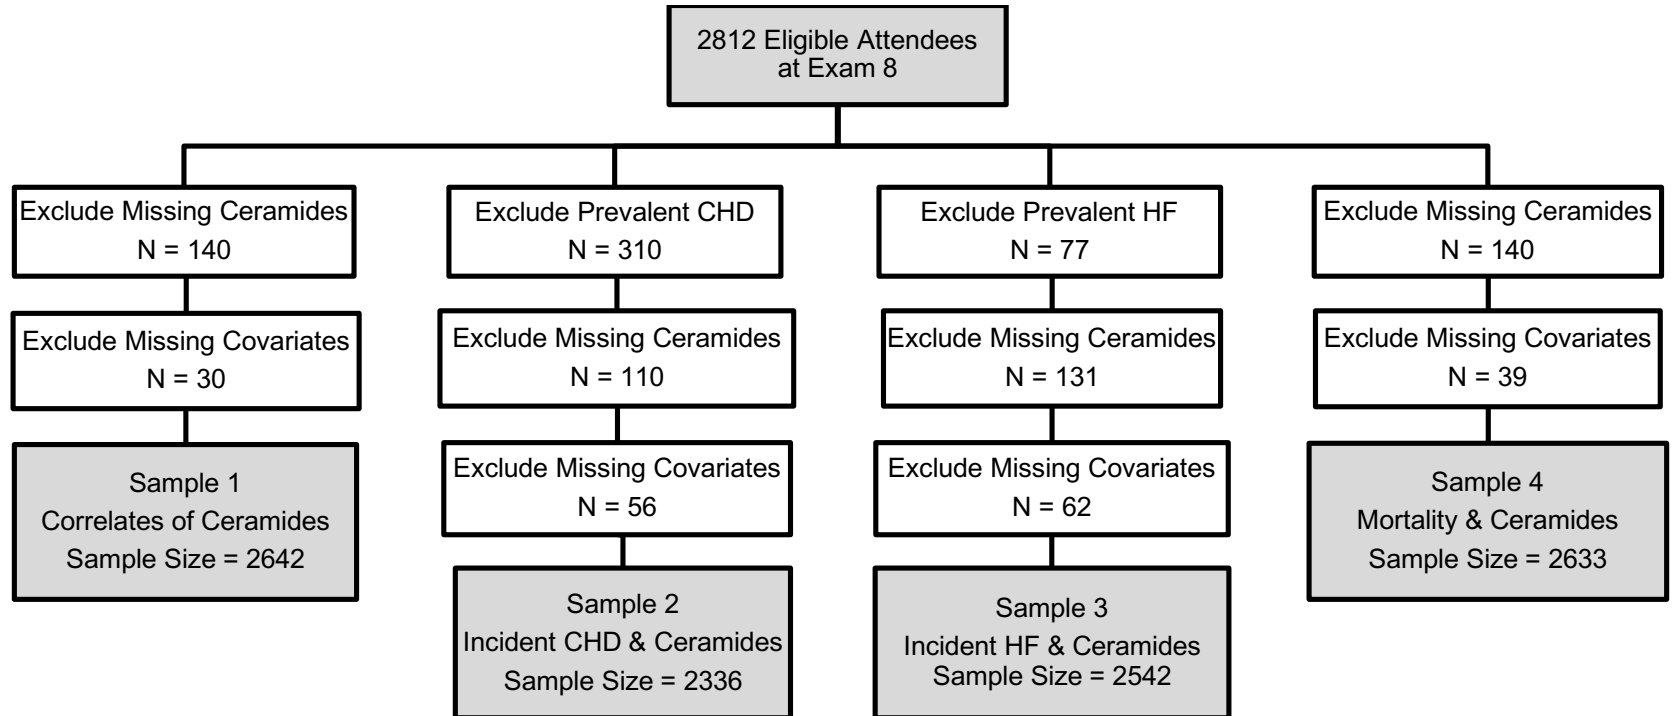 2812 Eligible Attendees
at Exam 8
Exclude Missing Ceramides
N = 140
Exclude Missing Covariates
N = 30
Sample 1
Correlates of Ceramides
Sample Size = 2642
Exclude Prevalent CHD
N = 310
Exclude Missing Ceramides
N = 110
Exclude Missing Covariates
N = 56
Sample 2
Incident CHD & Ceramides
Sample Size = 2336
Exclude Prevalent HF
N = 77
Exclude Missing Ceramides
N = 131
Exclude Missing Covariates
N = 62
Sample 3
Incident HF & Ceramides
Sample Size = 2542
Exclude Missing Ceramides
N = 140
Exclude Missing Covariates
N = 39
Sample 4
Mortality & Ceramides
Sample Size = 2633